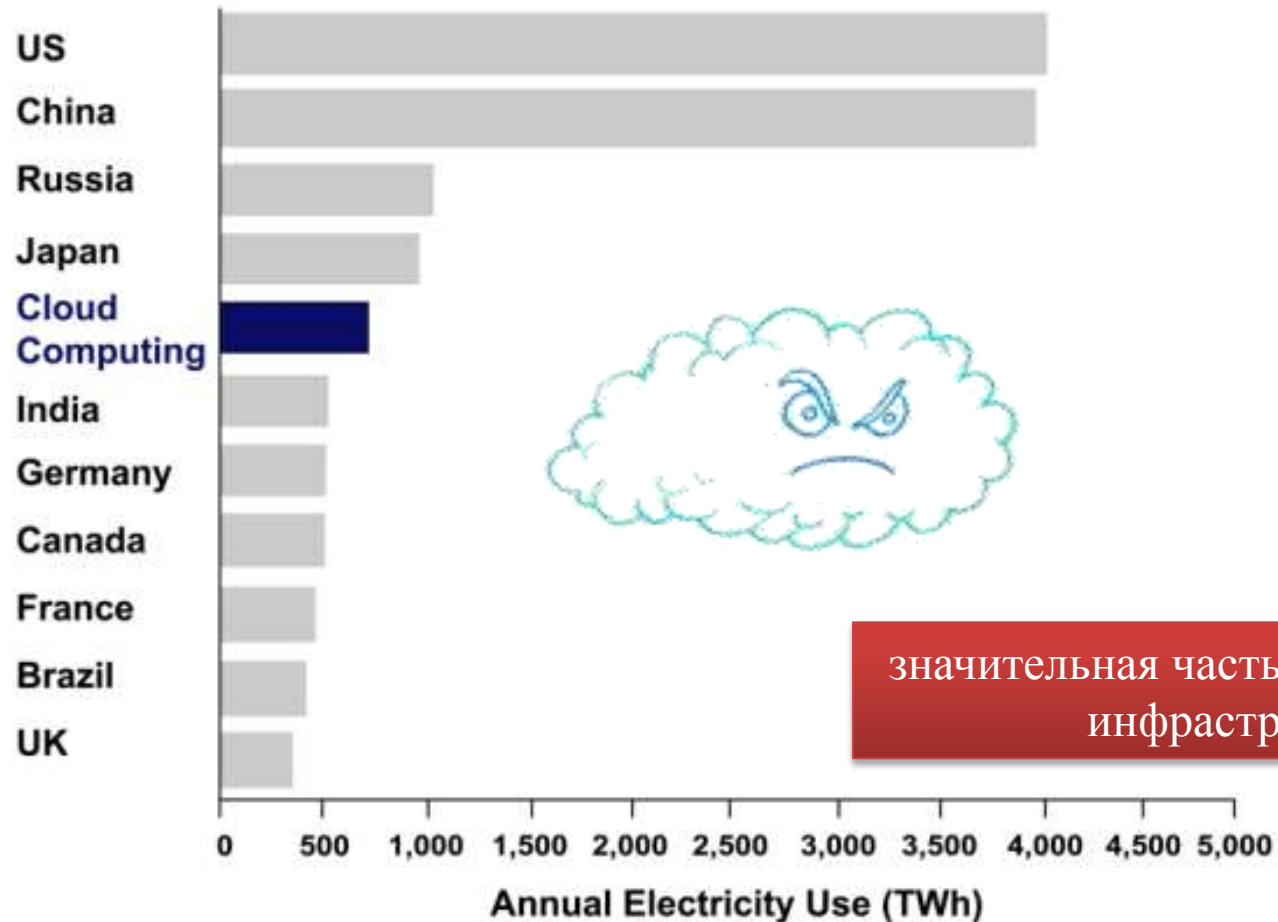 US
China
Russia
Japan
Cloud
Computing
India
Germany
Canada
France
Brazil
UK
значительная часть
инфрастр
0 500 1,000 1,500 2,000 2,500 3,000 3,500 4,000 4,500 5,000
Annual Electricity Use (TWh)